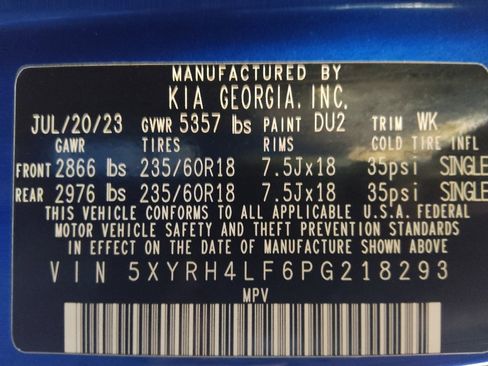 MANUFACTURED BY
KIA GEORGIA, INC.
JUL/20/23 GVWR 5357 lbs PAINT DU2 TRIM WK
GAWR TIRES RIMS COLD TIRE INFL
FRONT 2866 lbs 235/60R18 7.5Jx18 35psi SINGLE
REAR 2976 lbs 235/60R18 7.5Jx18 35psi SINGLE
THIS VEHICLE CONFORMS TO ALL APPLICABLE U.S.A. FEDERAL
MOTOR VEHICLE SAFETY AND THEFT PREVENTION STANDARDS
IN EFFECT ON THE DATE OF MANUFACTURE SHOWN ABOVE
VIN 5XYRH4LF6PG218293
MPV